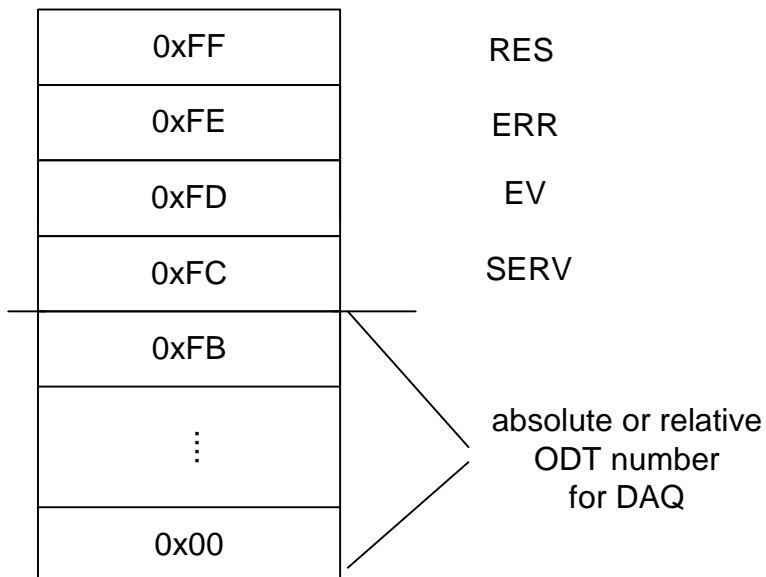 0xFF RES
0xFE ERR
0xFD EV
0xFC SERV
0xFB
⋮
absolute or relative
ODT number
for DAQ
0x00